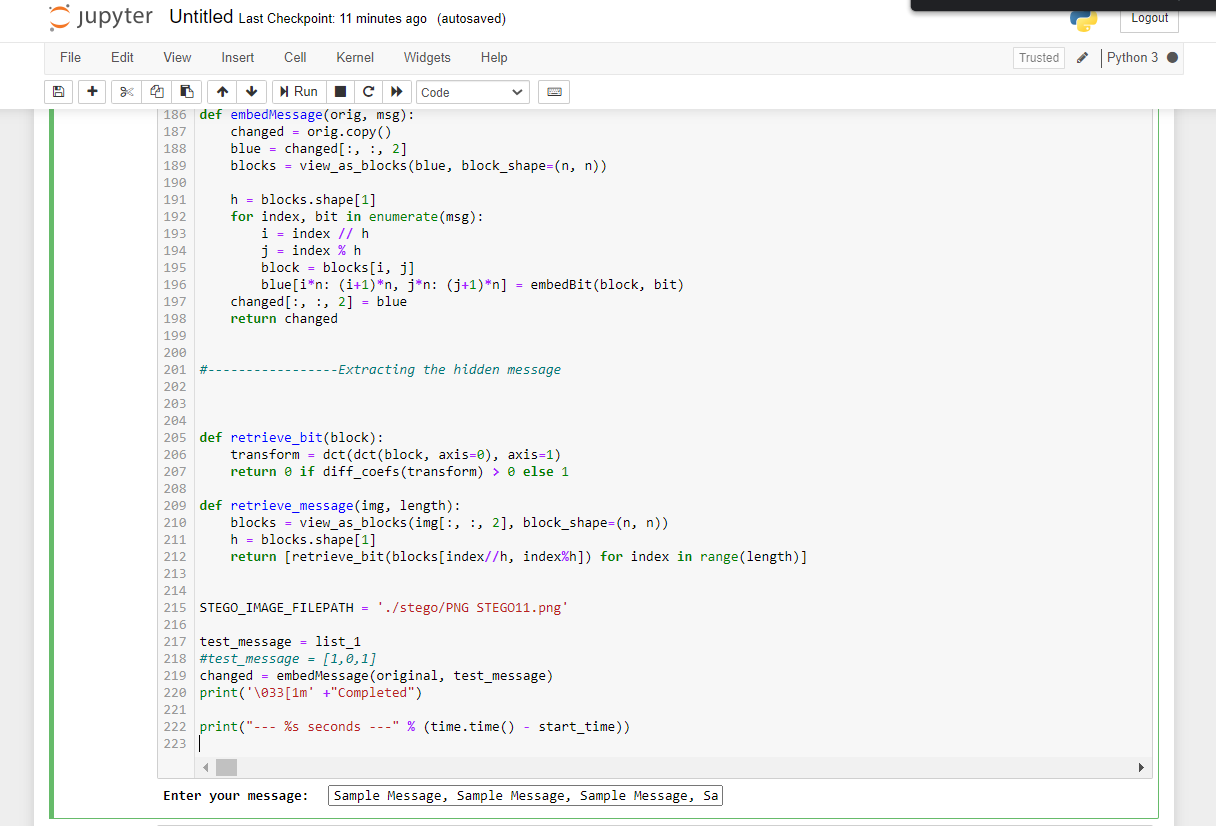 jupyter Untitled Last Checkpoint: 11 minutes ago (autosaved)
Logout
File Edit View Insert Cell Kernel Widgets Help
Trusted Python 3
Run Code
186 def embedMessage(orig, msg):
187     changed = orig.copy()
188     blue = changed[:, :, 2]
189     blocks = view_as_blocks(blue, block_shape=(n, n))
190
191     h = blocks.shape[1]
192     for index, bit in enumerate(msg):
193         i = index // h
194         j = index % h
195         block = blocks[i, j]
196         blue[i*n: (i+1)*n, j*n: (j+1)*n] = embedBit(block, bit)
197     changed[:, :, 2] = blue
198     return changed
199
200
201 #-----------------Extracting the hidden message
202
203
204
205 def retrieve_bit(block):
206     transform = dct(dct(block, axis=0), axis=1)
207     return 0 if diff_coefs(transform) > 0 else 1
208
209 def retrieve_message(img, length):
210     blocks = view_as_blocks(img[:, :, 2], block_shape=(n, n))
211     h = blocks.shape[1]
212     return [retrieve_bit(blocks[index//h, index%h]) for index in range(length)]
213
214
215 STEGO_IMAGE_FILEPATH = './stego/PNG STEGO11.png'
216
217 test_message = list_1
218 #test_message = [1,0,1]
219 changed = embedMessage(original, test_message)
220 print('\033[1m' +"Completed")
221
222 print("--- %s seconds ---" % (time.time() - start_time))
223
Enter your message: Sample Message, Sample Message, Sample Message, Sa